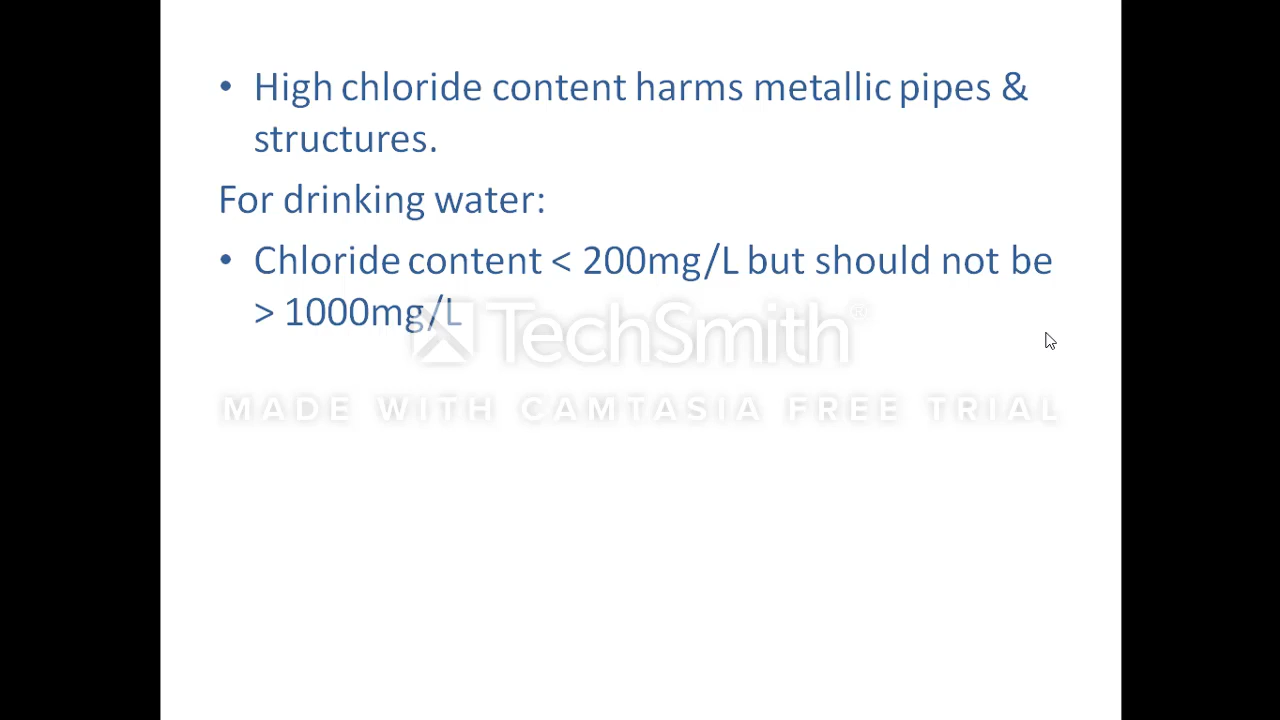 • High chloride content harms metallic pipes &
structures.
For drinking water:
• Chloride content < 200mg/L but should not be
> 1000mg/L
TechSmith®
MADE WITH CAMTASIA FREE TRIAL